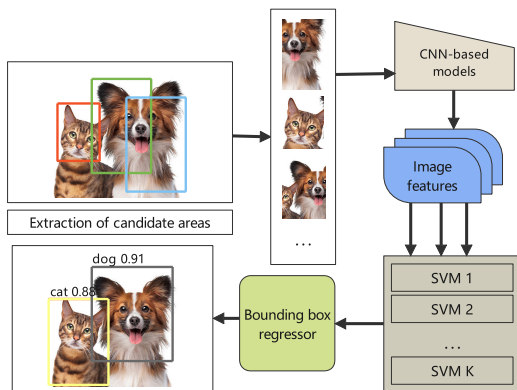 CNN-based
models
Image
features
Extraction of candidate areas
...
dog 0.91
cat 0.88
Bounding box
regressor
SVM 1
SVM 2
...
SVM K